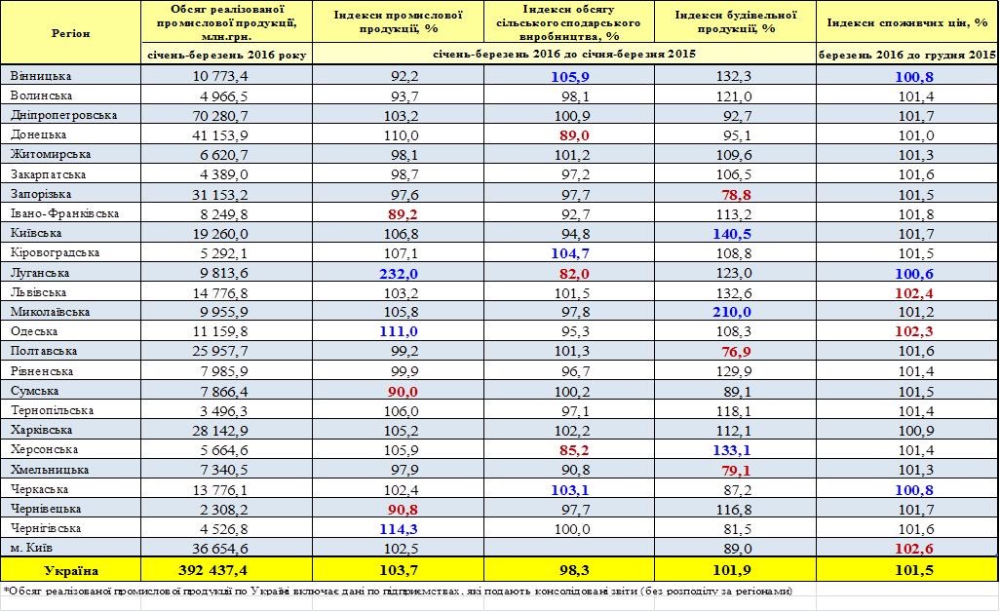 Регіон
Обсяг реалізованої промислової продукції, млн.грн.
Індекси промислової продукції, %
Індекси обсягу сільського сподарського виробництва, %
Індекси будівельної продукції, %
Індекси споживчих цін, %
січень-березень 2016 року
січень-березень 2016 до січня-березня 2015
березень 2016 до грудня 2015
Вінницька 10 773,4 92,2 105,9 132,3 100,8
Волинська 4 966,5 93,7 98,1 121,0 101,4
Дніпропетровська 70 280,7 103,2 100,9 92,7 101,7
Донецька 41 153,9 110,0 89,0 95,1 101,0
Житомирська 6 620,7 98,1 101,2 109,6 101,3
Закарпатська 4 389,0 98,7 97,2 106,5 101,6
Запорізька 31 153,2 97,6 97,7 78,8 101,5
Івано-Франківська 8 249,8 89,2 92,7 113,2 101,8
Київська 19 260,0 106,8 94,8 140,5 101,7
Кіровоградська 5 292,1 107,1 104,7 108,8 101,5
Луганська 9 813,6 232,0 82,0 123,0 100,6
Львівська 14 776,8 103,2 101,5 132,6 102,4
Миколаївська 9 955,9 105,8 97,8 210,0 101,2
Одеська 11 159,8 111,0 95,3 108,3 102,3
Полтавська 25 957,7 99,2 101,3 76,9 101,6
Рівненська 7 985,9 99,9 96,7 129,9 101,4
Сумська 7 866,4 90,0 100,2 89,1 101,5
Тернопільська 3 496,3 106,0 97,1 118,1 101,4
Харківська 28 142,9 105,2 102,2 112,1 100,9
Херсонська 5 664,6 105,9 85,2 133,1 101,4
Хмельницька 7 340,5 97,9 90,8 79,1 101,3
Черкаська 13 776,1 102,4 103,1 87,2 100,8
Чернівецька 2 308,2 90,8 97,7 116,8 101,7
Чернігівська 4 526,8 114,3 100,0 81,5 101,6
м. Київ 36 654,6 102,5 89,0 102,6
Україна 392 437,4 103,7 98,3 101,9 101,5
*Обсяг реалізованої промислової продукції по Україні включає дані по підприємствах, які подають консолідовані звіти (без розподілу за регіонами)